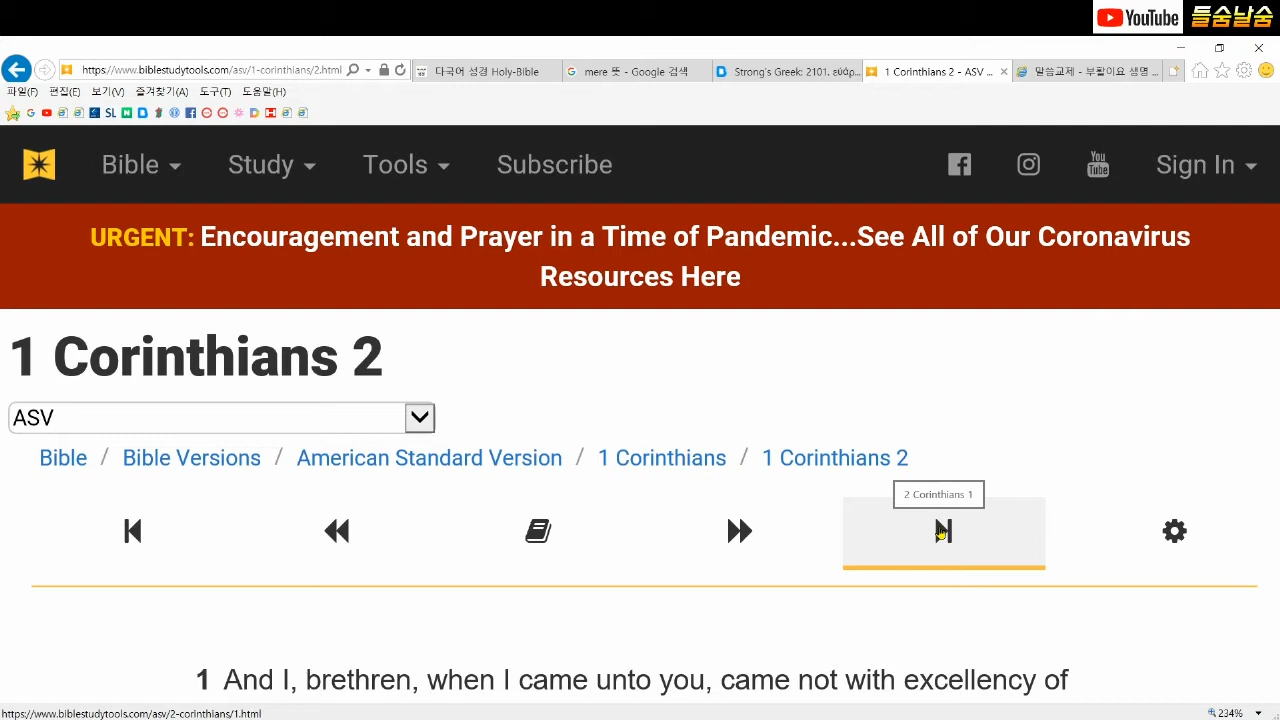 YouTube 들숨날숨
https://www.biblestudytools.com/asv/1-corinthians/2.html
다국어 성경 Holy-Bible
mere 뜻 - Google 검색
Strong's Greek: 2101. εὐάρ...
1 Corinthians 2 - ASV ...
말씀교제 - 부활이요 생명 ...
파일(F) 편집(E) 보기(V) 즐겨찾기(A) 도구(T) 도움말(H)
SL
Bible Study Tools Subscribe You Tube Sign In
URGENT: Encouragement and Prayer in a Time of Pandemic...See All of Our Coronavirus
Resources Here
1 Corinthians 2
ASV
Bible / Bible Versions / American Standard Version / 1 Corinthians / 1 Corinthians 2
2 Corinthians 1
1 And I, brethren, when I came unto you, came not with excellency of
https://www.biblestudytools.com/asv/2-corinthians/1.html
234%